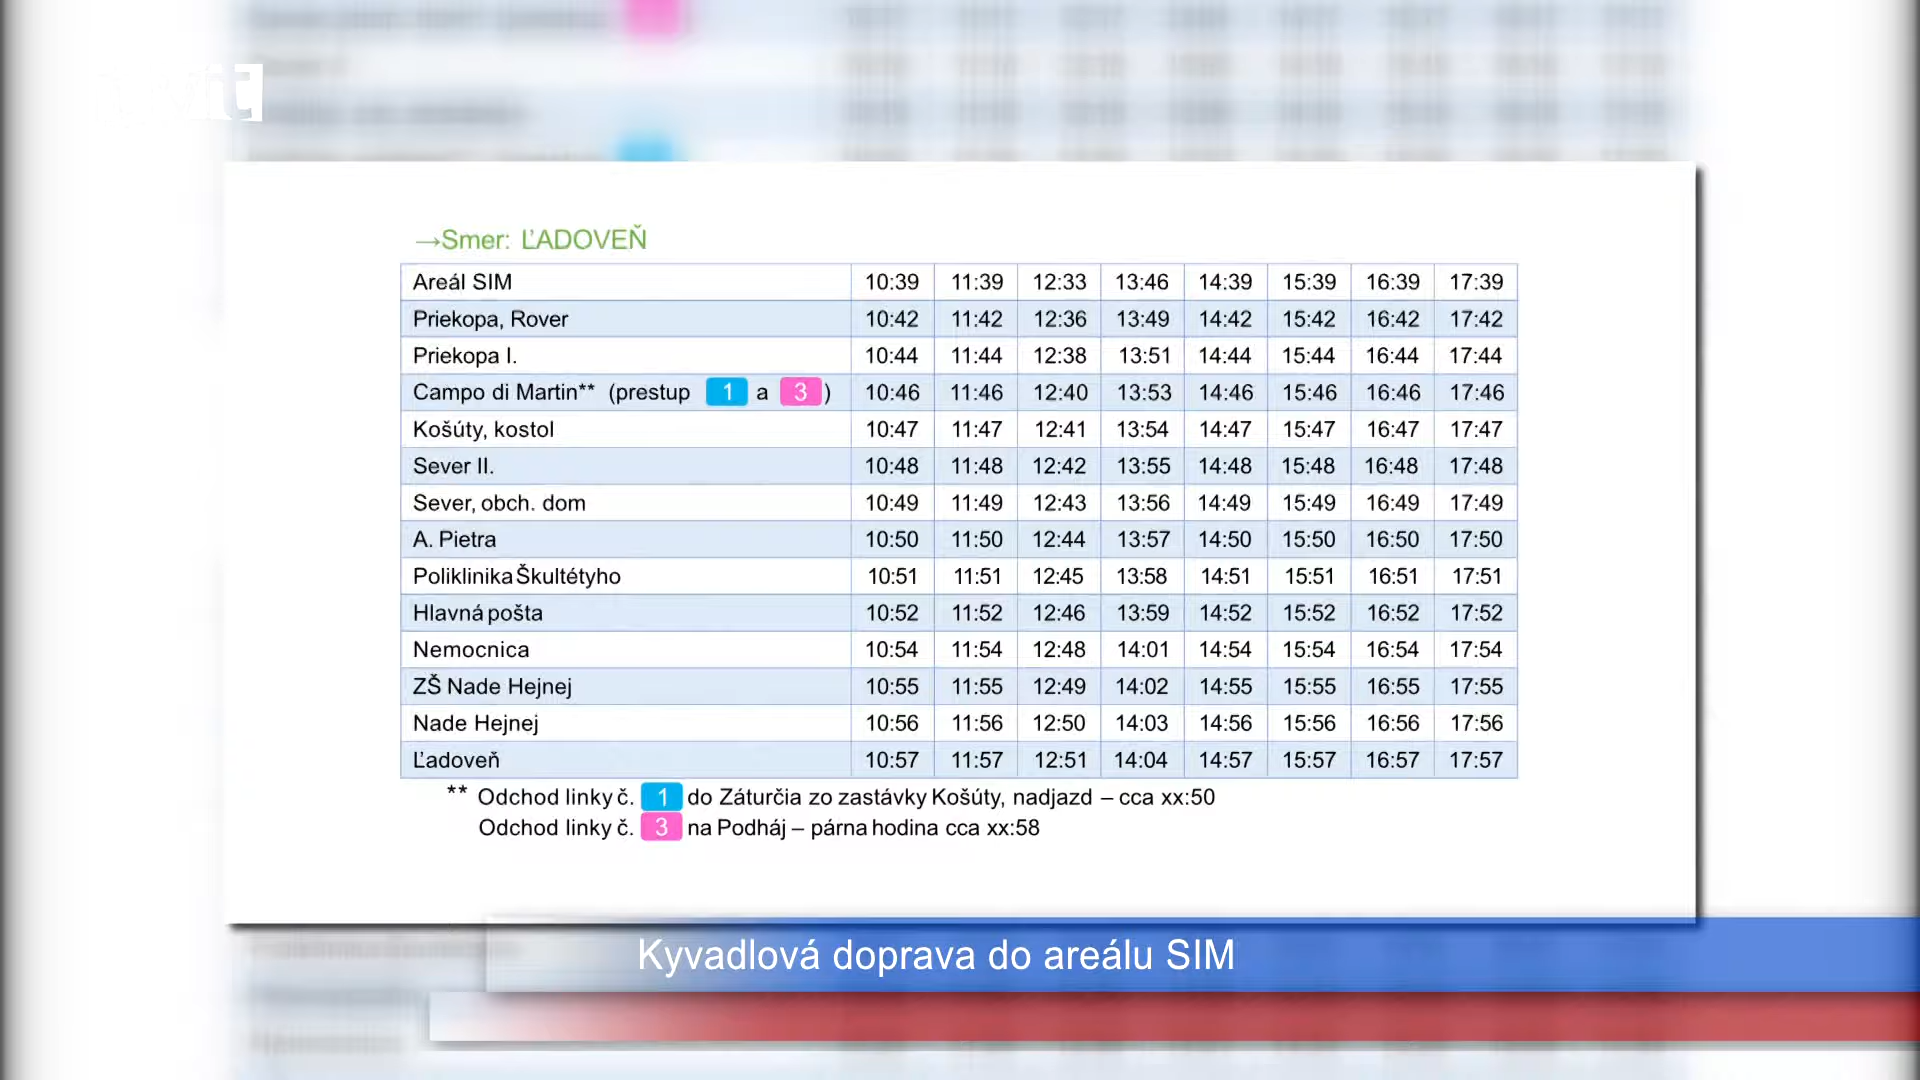 →Smer: ĽADOVEŇ
Areál SIM 10:39 11:39 12:33 13:46 14:39 15:39 16:39 17:39
Priekopa, Rover 10:42 11:42 12:36 13:49 14:42 15:42 16:42 17:42
Priekopa I. 10:44 11:44 12:38 13:51 14:44 15:44 16:44 17:44
Campo di Martin** (prestup 1 a 3) 10:46 11:46 12:40 13:53 14:46 15:46 16:46 17:46
Košúty, kostol 10:47 11:47 12:41 13:54 14:47 15:47 16:47 17:47
Sever II. 10:48 11:48 12:42 13:55 14:48 15:48 16:48 17:48
Sever, obch. dom 10:49 11:49 12:43 13:56 14:49 15:49 16:49 17:49
A. Pietra 10:50 11:50 12:44 13:57 14:50 15:50 16:50 17:50
Poliklinika Škultétyho 10:51 11:51 12:45 13:58 14:51 15:51 16:51 17:51
Hlavná pošta 10:52 11:52 12:46 13:59 14:52 15:52 16:52 17:52
Nemocnica 10:54 11:54 12:48 14:01 14:54 15:54 16:54 17:54
ZŠ Nade Hejnej 10:55 11:55 12:49 14:02 14:55 15:55 16:55 17:55
Nade Hejnej 10:56 11:56 12:50 14:03 14:56 15:56 16:56 17:56
Ľadoveň 10:57 11:57 12:51 14:04 14:57 15:57 16:57 17:57
** Odchod linky č. 1 do Záturčia zo zastávky Košúty, nadjazd – cca xx:50
Odchod linky č. 3 na Podháj – párna hodina cca xx:58
Kyvadlová doprava do areálu SIM